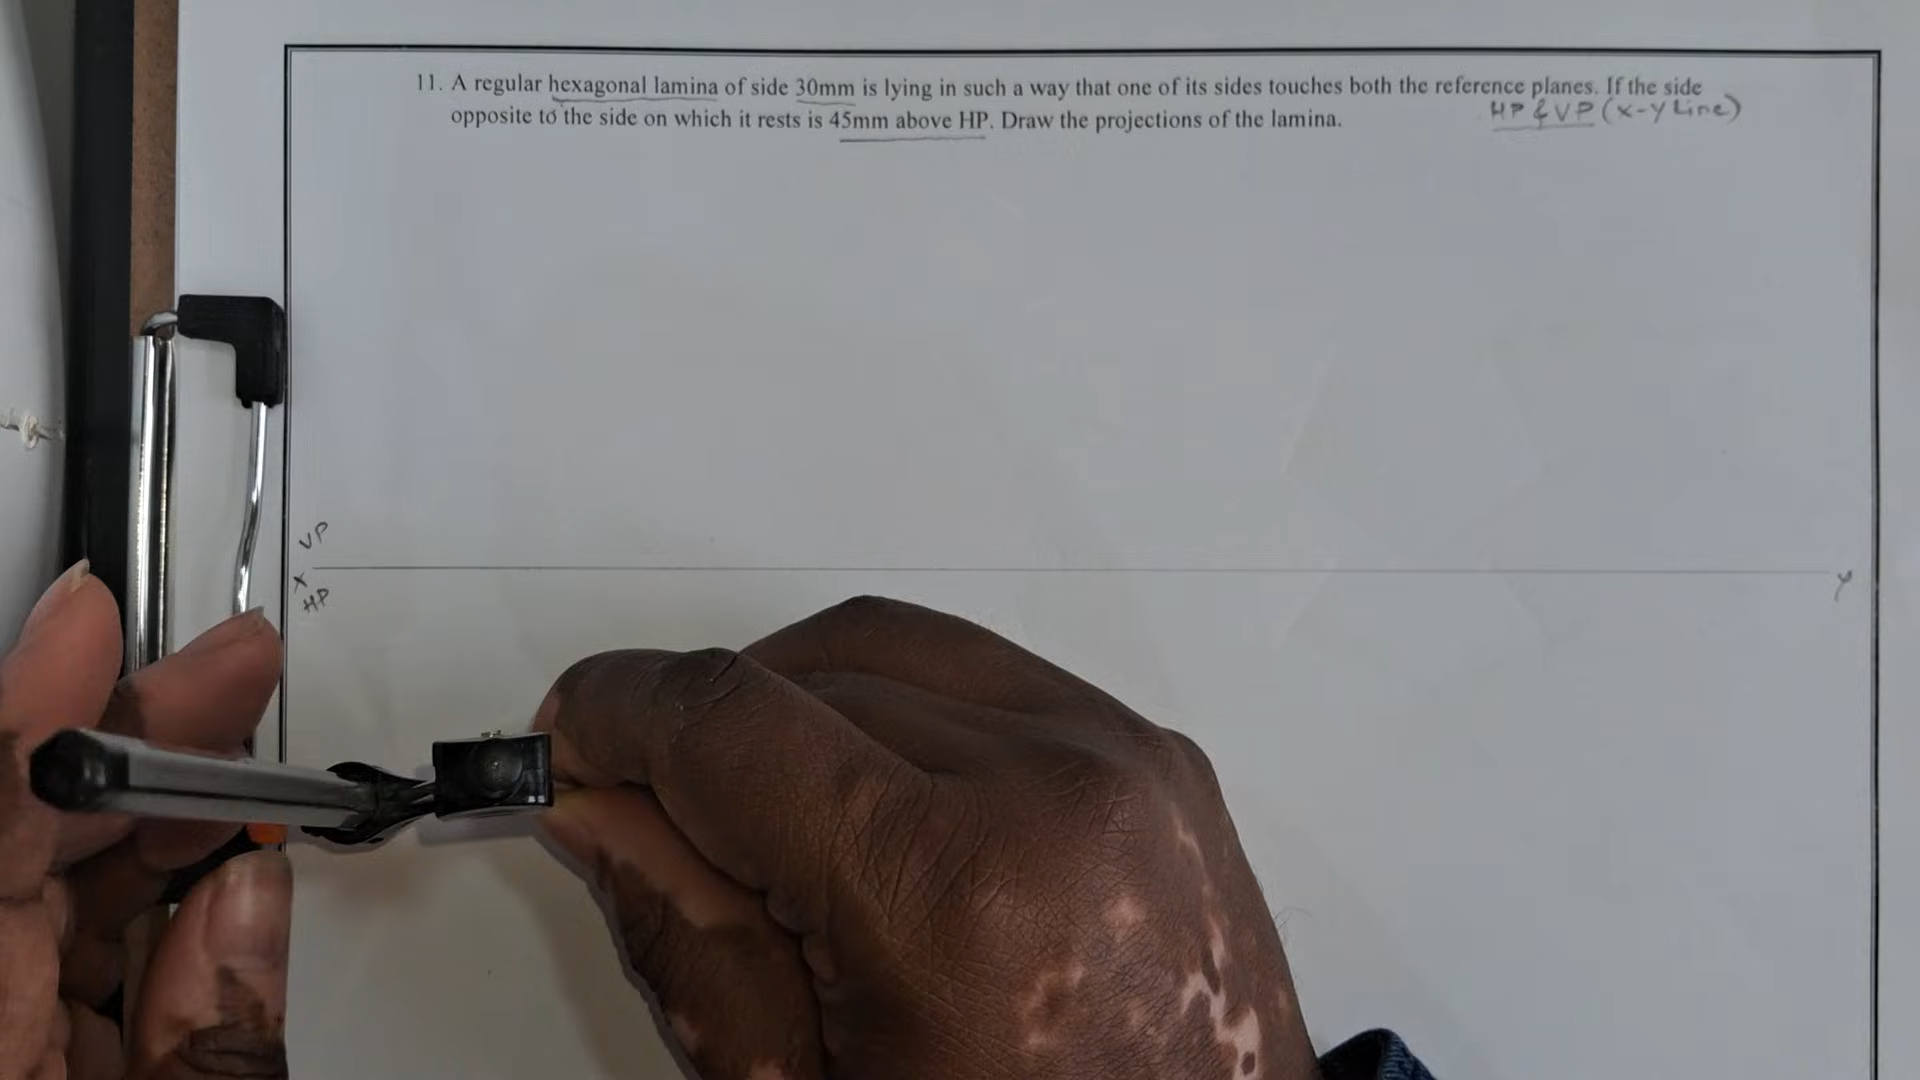 11. A regular hexagonal lamina of side 30mm is lying in such a way that one of its sides touches both the reference planes. If the side
opposite to the side on which it rests is 45mm above HP. Draw the projections of the lamina.
HP & VP (x-y Line)
VP
X
HP
Y